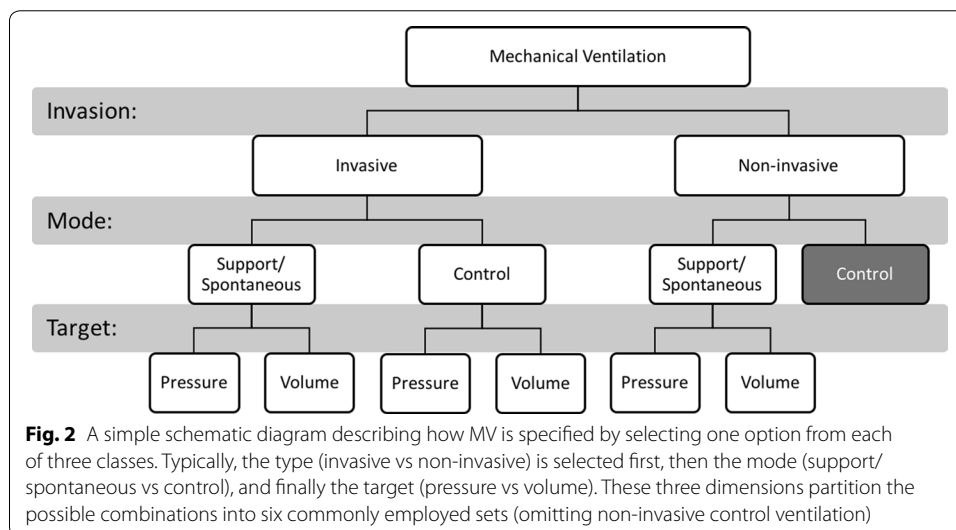 Mechanical Ventilation
Invasion:
Invasive
Non-invasive
Mode:
Support/
Spontaneous
Control
Support/
Spontaneous
Control
Target:
Pressure
Volume
Pressure
Volume
Pressure
Volume
Fig. 2 A simple schematic diagram describing how MV is specified by selecting one option from each
of three classes. Typically, the type (invasive vs non-invasive) is selected first, then the mode (support/
spontaneous vs control), and finally the target (pressure vs volume). These three dimensions partition the
possible combinations into six commonly employed sets (omitting non-invasive control ventilation)